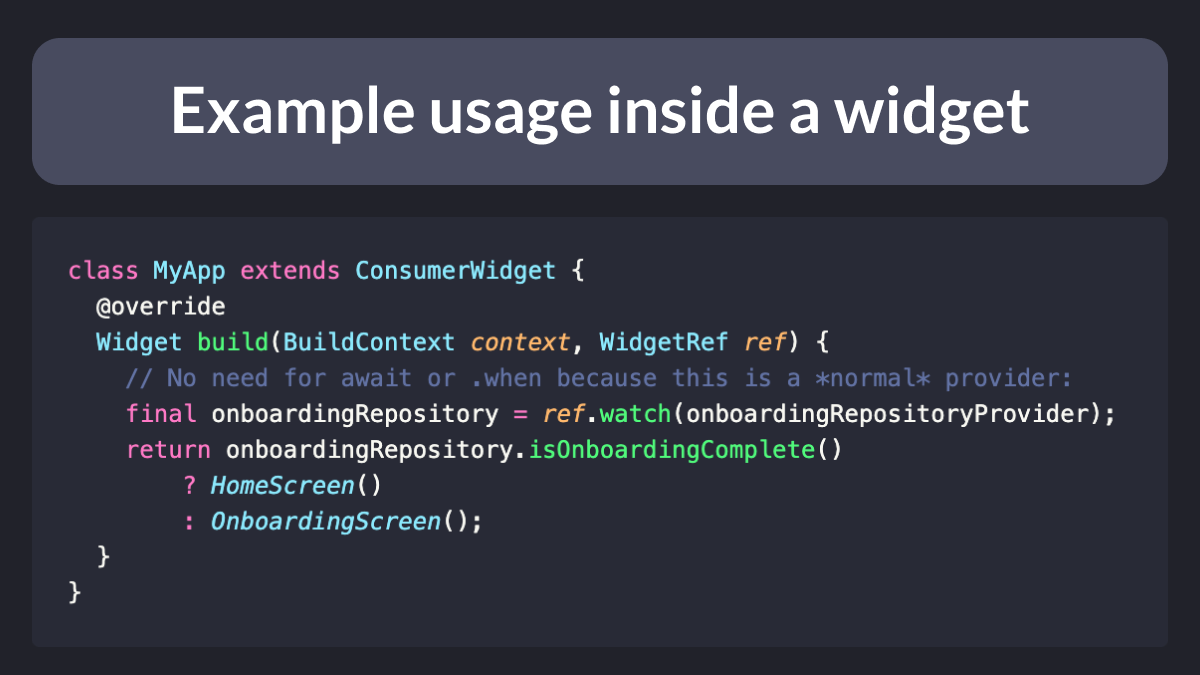 Example usage inside a widget
class MyApp extends ConsumerWidget {
  @override
  Widget build(BuildContext context, WidgetRef ref) {
    // No need for await or .when because this is a *normal* provider:
    final onboardingRepository = ref.watch(onboardingRepositoryProvider);
    return onboardingRepository.isOnboardingComplete()
        ? HomeScreen()
        : OnboardingScreen();
  }
}